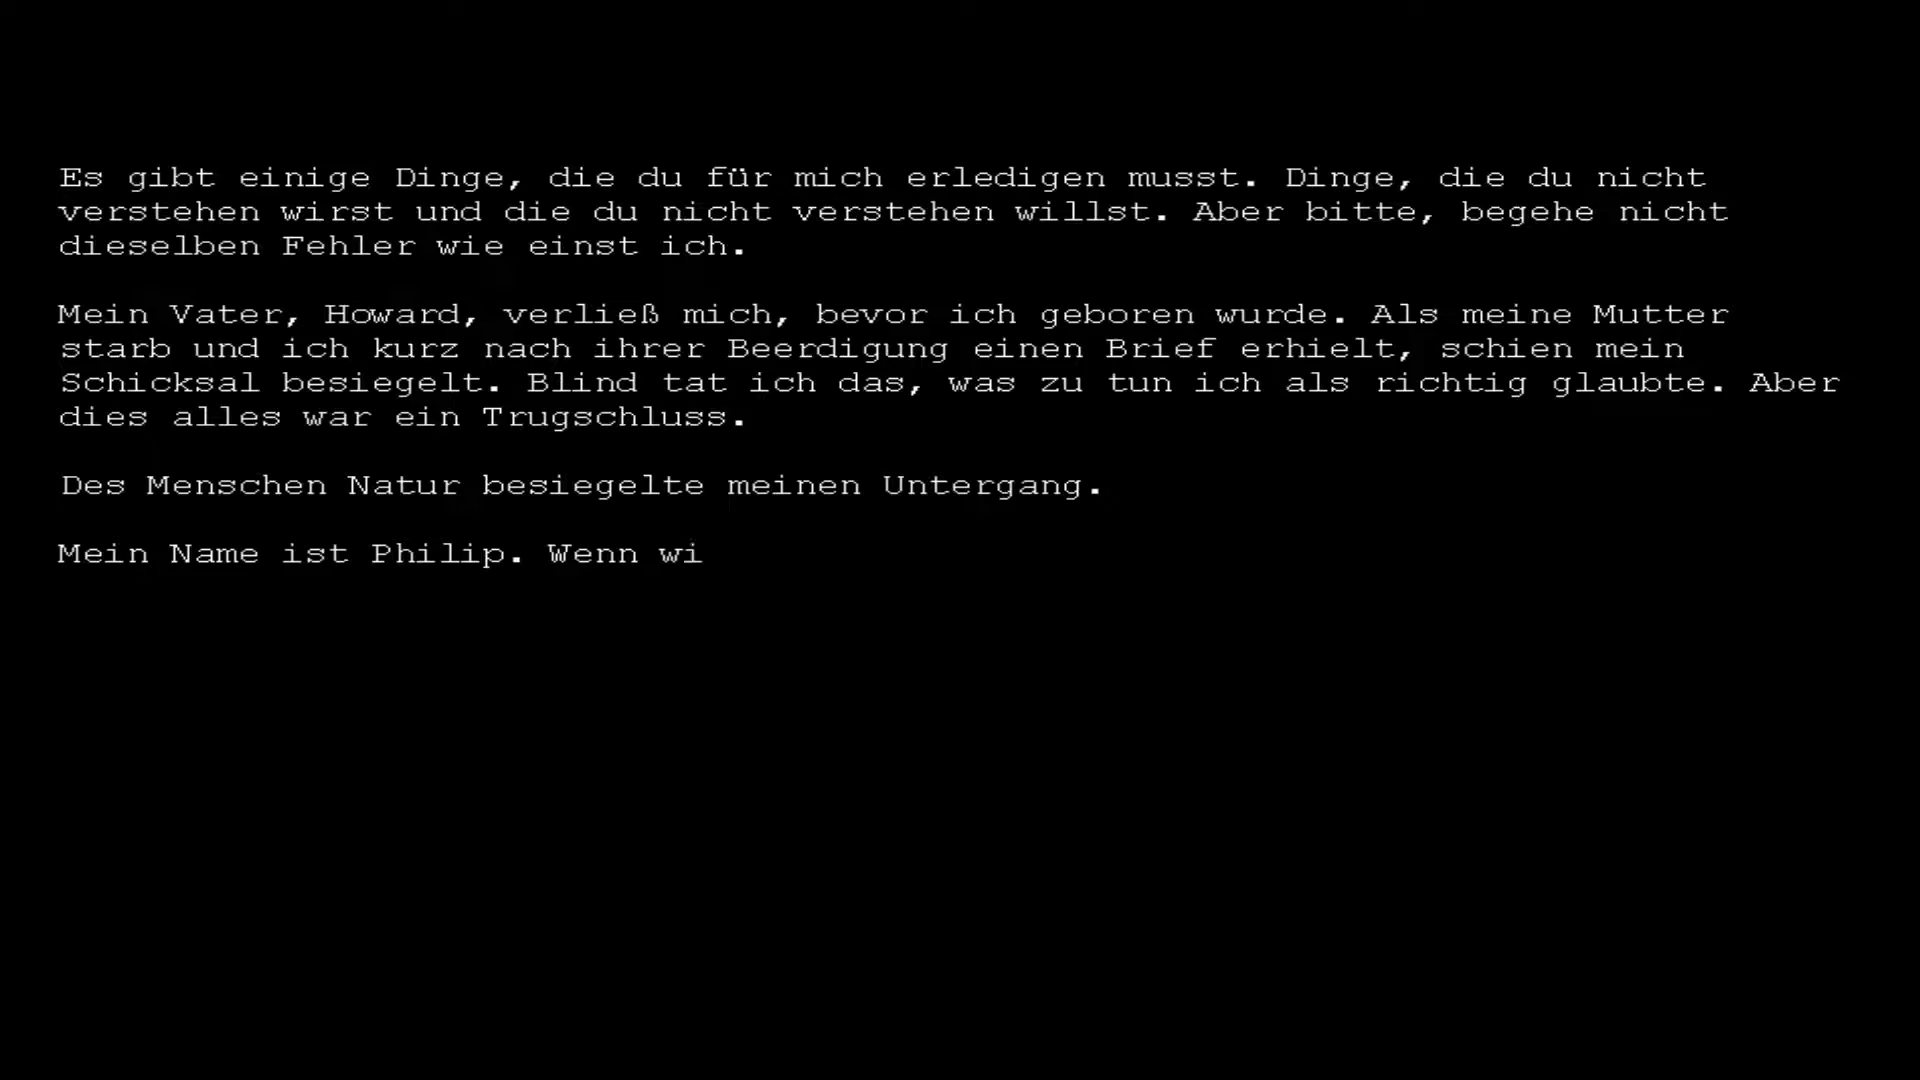 Es gibt einige Dinge, die du für mich erledigen musst. Dinge, die du nicht
verstehen wirst und die du nicht verstehen willst. Aber bitte, begehe nicht
dieselben Fehler wie einst ich.
Mein Vater, Howard, verließ mich, bevor ich geboren wurde. Als meine Mutter
starb und ich kurz nach ihrer Beerdigung einen Brief erhielt, schien mein
Schicksal besiegelt. Blind tat ich das, was zu tun ich als richtig glaubte. Aber
dies alles war ein Trugschluss.
Des Menschen Natur besiegelte meinen Untergang.
Mein Name ist Philip. Wenn wi